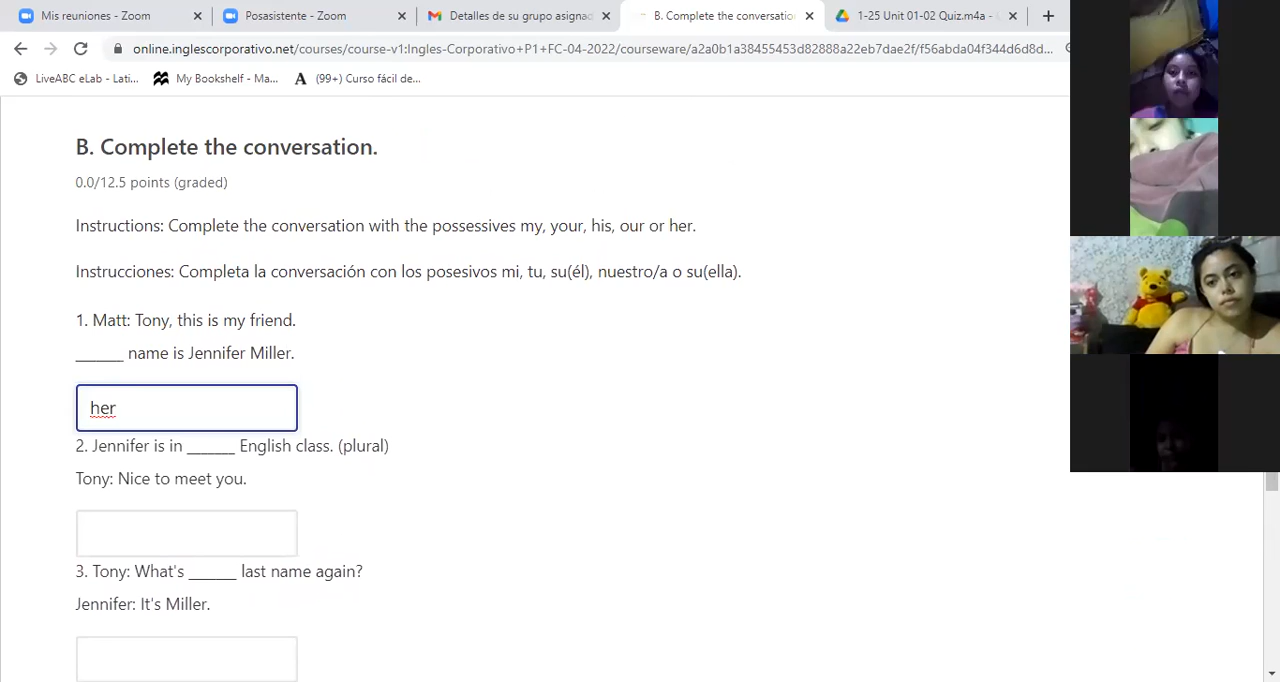 Mis reuniones - Zoom
Posasistente - Zoom
Detalles de su grupo asignad
B. Complete the conversatio
1-25 Unit 01-02 Quiz.m4a -
online.inglescorporativo.net/courses/course-v1:Ingles-Corporativo+P1+FC-04-2022/courseware/a2a0b1a38455453d82888a22eb7dae2f/f56abda04f344d6d8d...
LiveABC eLab - Lati...
My Bookshelf - Ma...
(99+) Curso fácil de...
B. Complete the conversation.
0.0/12.5 points (graded)
Instructions: Complete the conversation with the possessives my, your, his, our or her.
Instrucciones: Completa la conversación con los posesivos mi, tu, su(él), nuestro/a o su(ella).
1. Matt: Tony, this is my friend.
______ name is Jennifer Miller.
her
2. Jennifer is in ______ English class. (plural)
Tony: Nice to meet you.
3. Tony: What's ______ last name again?
Jennifer: It's Miller.